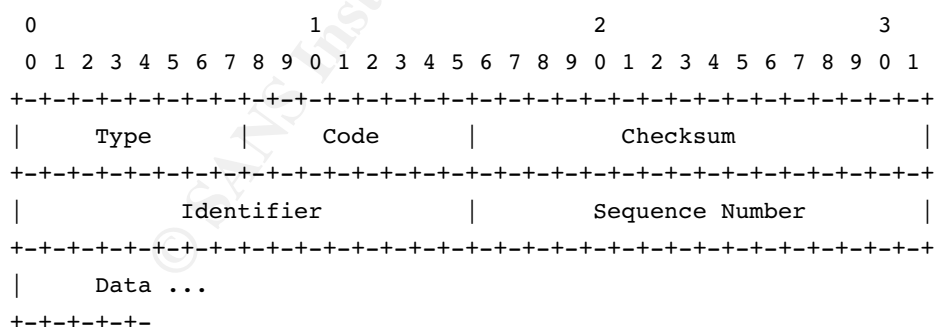 0                   1                   2                   3
 0 1 2 3 4 5 6 7 8 9 0 1 2 3 4 5 6 7 8 9 0 1 2 3 4 5 6 7 8 9 0 1
+-+-+-+-+-+-+-+-+-+-+-+-+-+-+-+-+-+-+-+-+-+-+-+-+-+-+-+-+-+-+-+-+
|     Type      |     Code      |          Checksum             |
+-+-+-+-+-+-+-+-+-+-+-+-+-+-+-+-+-+-+-+-+-+-+-+-+-+-+-+-+-+-+-+-+
|           Identifier          |        Sequence Number        |
+-+-+-+-+-+-+-+-+-+-+-+-+-+-+-+-+-+-+-+-+-+-+-+-+-+-+-+-+-+-+-+-+
|     Data ...
+-+-+-+-+-
© SANS